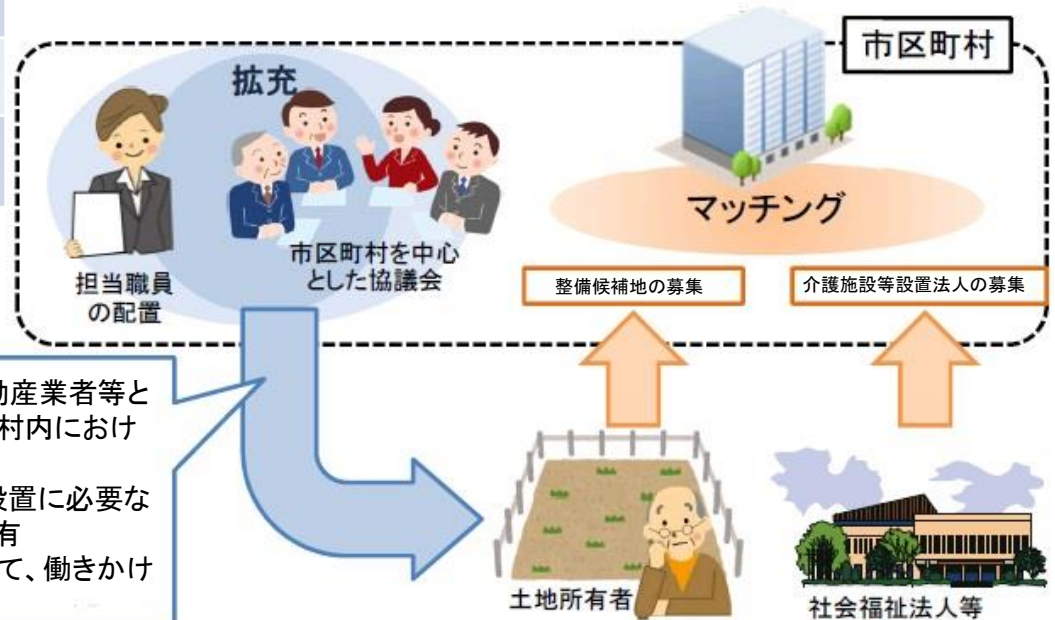 市区町村
拡充
マッチング
市区町村を中心
とした協議会
担当職員
の配置
整備候補地の募集
介護施設等設置法人の募集
動産業者等と
村内におけ
設置に必要な
有
て、働きかけ
土地所有者
社会福祉法人等